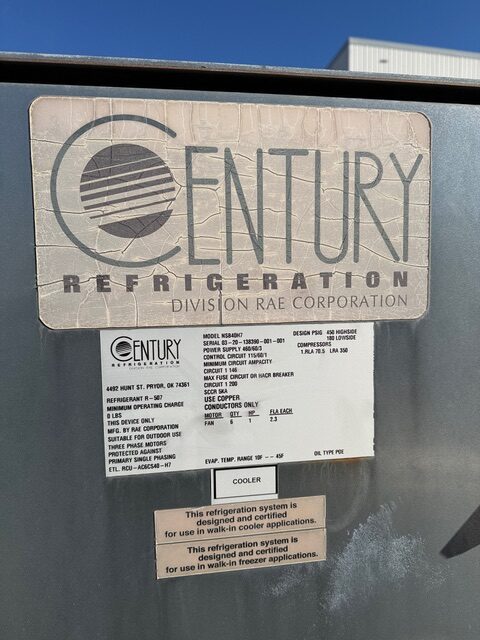 CENTURY
REFRIGERATION
DIVISION RAE CORPORATION
CENTURY
REFRIGERATION
DIVISION RAE CORPORATION
4492 HUNT ST. PRYOR, OK 74361
REFRIGERANT R-507
MINIMUM OPERATING CHARGE
0 LBS
THIS DEVICE ONLY
MFG. BY RAE CORPORATION
SUITABLE FOR OUTDOOR USE
THREE PHASE MOTORS
PROTECTED AGAINST
PRIMARY SINGLE PHASING
ETL. RCU-AC6CS40-H7
MODEL NSB40H7
SERIAL 03-20-138390-001-001
POWER SUPPLY 460/60/3
CONTROL CIRCUIT 115/60/1
MINIMUM CIRCUIT AMPACITY
CIRCUIT 1 146
MAX FUSE CIRCUIT OR HACR BREAKER
CIRCUIT 1 200
SCCR 5KA
USE COPPER
CONDUCTORS ONLY
MOTOR QTY HP FLA EACH
FAN 6 1 2.3
EVAP. TEMP. RANGE 10F -- 45F
DESIGN PSIG 450 HIGHSIDE
180 LOWSIDE
COMPRESSORS
1.RLA 70.5 LRA 350
OIL TYPE POE
COOLER
This refrigeration system is
designed and certified
for use in walk-in cooler applications.
This refrigeration system is
designed and certified
for use in walk-in freezer applications.